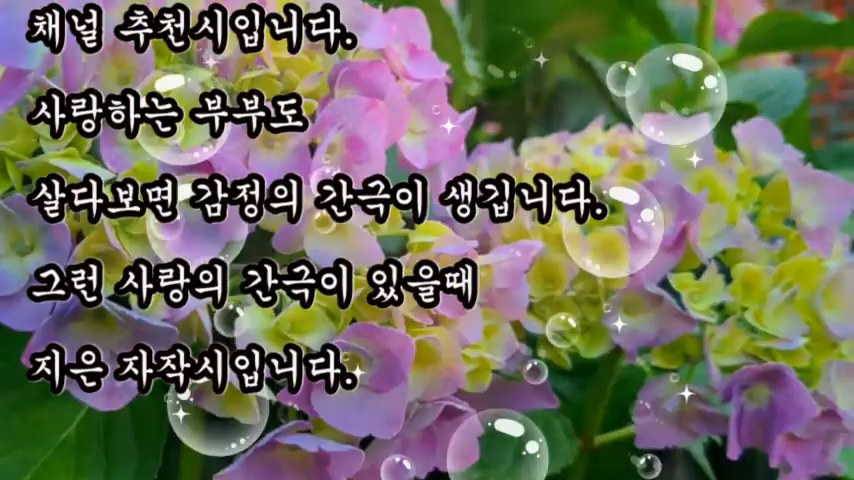 채널 추천시입니다.
사랑하는 부부도
살다보면 감정의 간극이 생깁니다.
그런 사랑의 간극이 있을때
지은 자작시입니다.